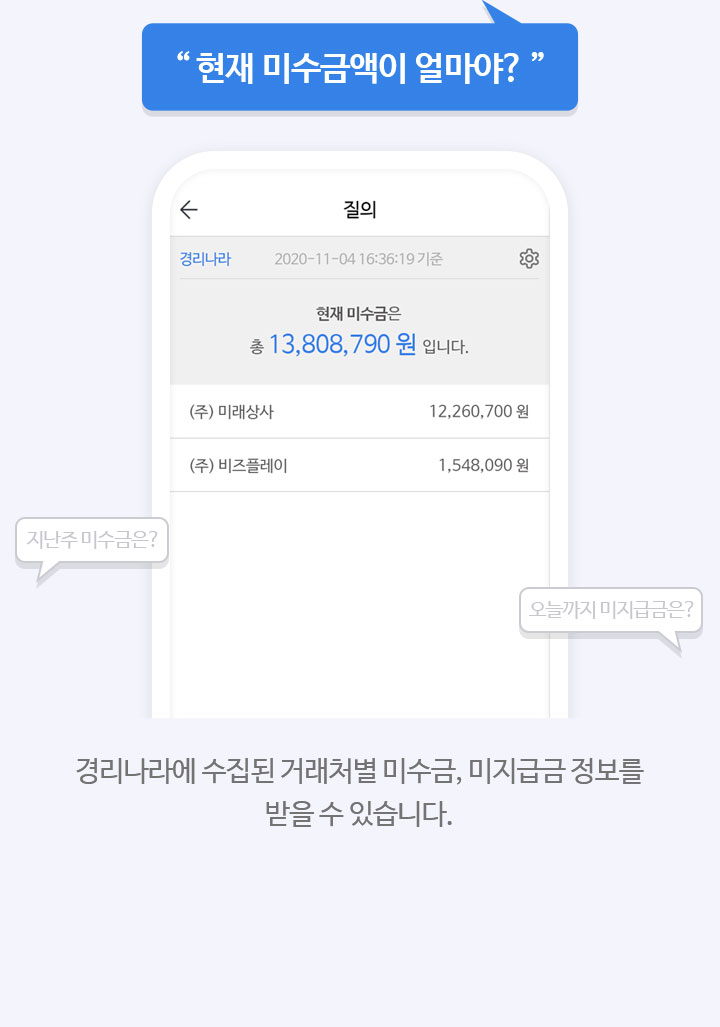 “ 현재 미수금액이 얼마야? ”
질의
경리나라 2020-11-04 16:36:19 기준
현재 미수금은
총 13,808,790 원 입니다.
(주) 미래상사 12,260,700 원
(주) 비즈플레이 1,548,090 원
지난주 미수금은?
오늘까지 미지급금은?
경리나라에 수집된 거래처별 미수금, 미지급금 정보를
받을 수 있습니다.